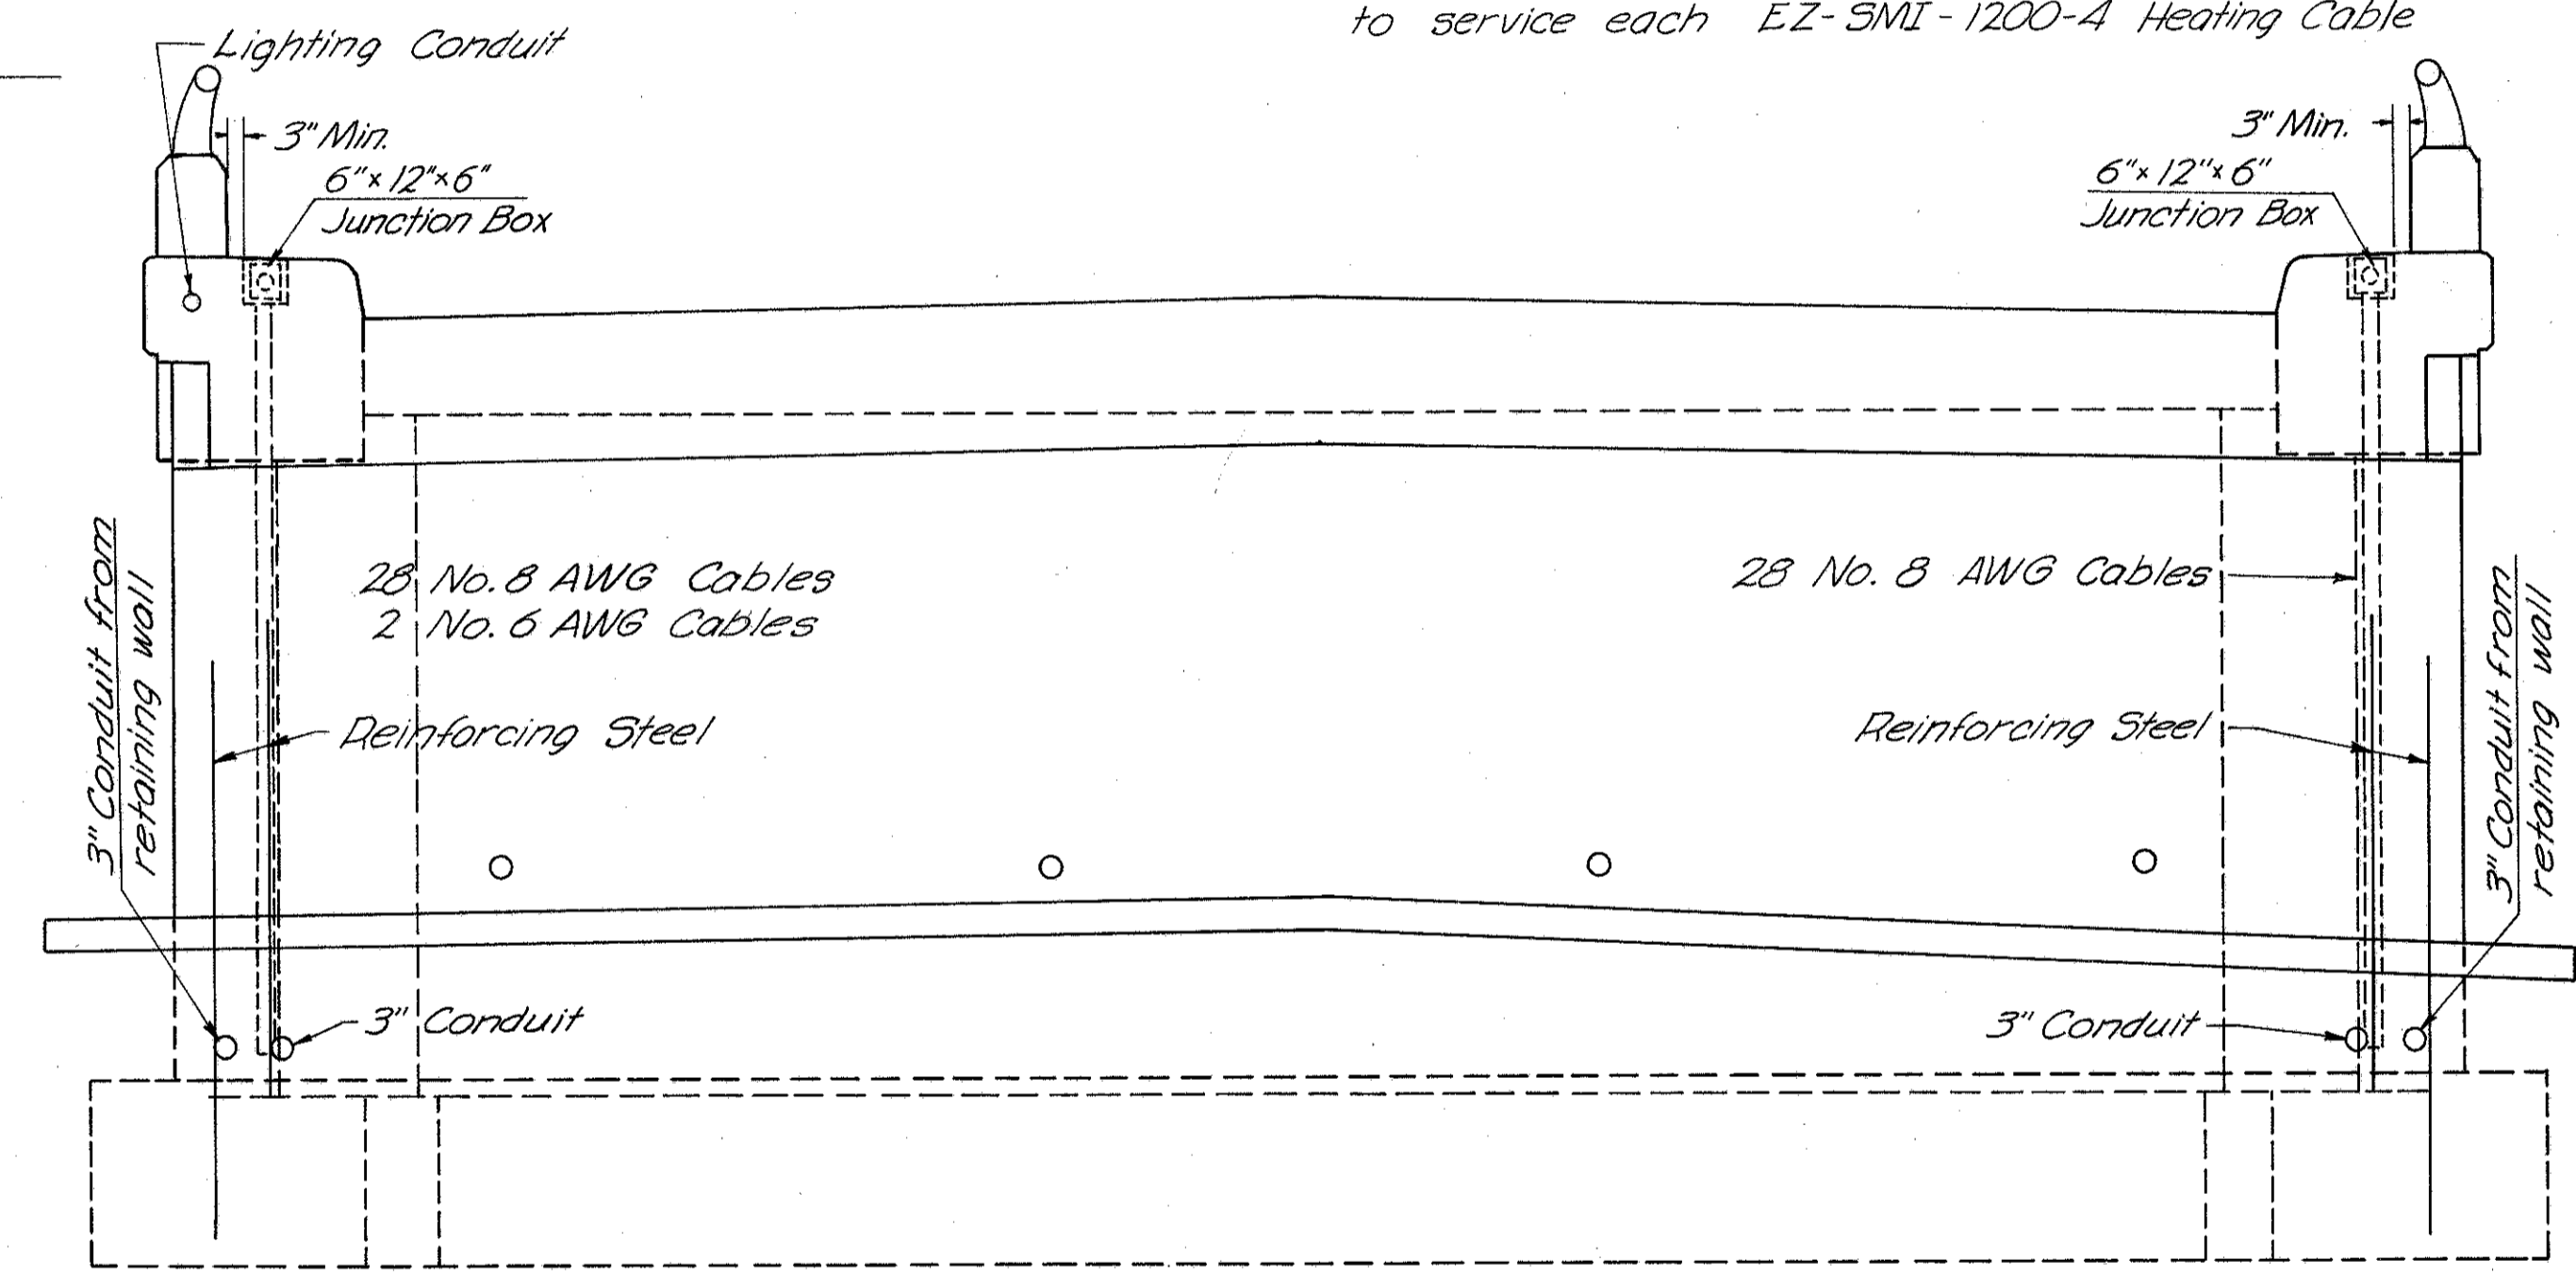 to service each EZ-SMI-1200-4 Heating Cable
Lighting Conduit
3" Min.
6"x 12"x 6"
Junction Box
3" Min.
6"x 12"x 6"
Junction Box
28 No. 8 AWG Cables
2 No. 6 AWG Cables
28 No. 8 AWG Cables
3" Conduit from
retaining wall
Reinforcing Steel
Reinforcing Steel
3" Conduit from
retaining wall
3" Conduit
3" Conduit